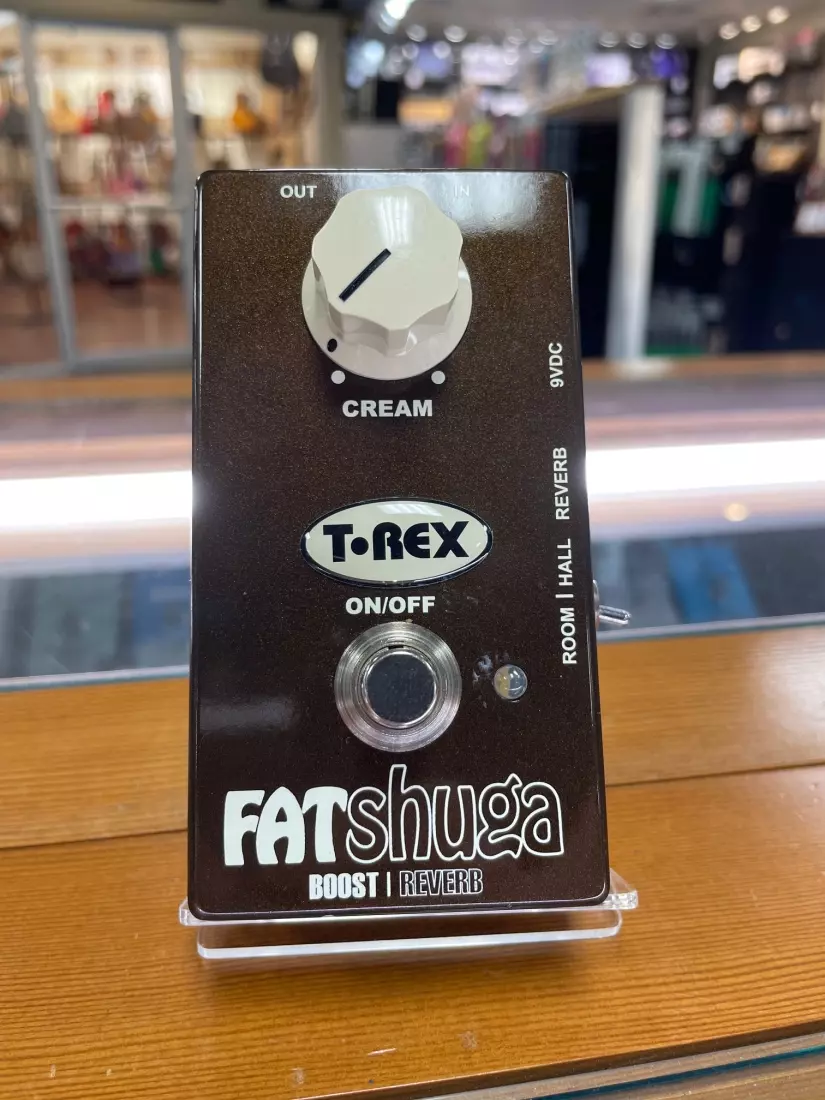 OUT IN
CREAM
9VDC
ROOM | HALL REVERB
T•REX
ON/OFF
FATshuga
BOOST | REVERB